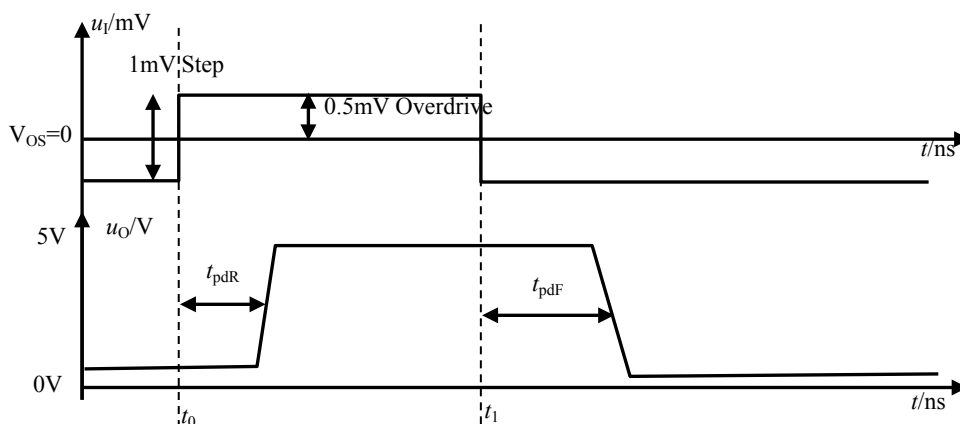 uI/mV
1mV Step
0.5mV Overdrive
VOS=0
t/ns
uO/V
5V
tpdR
tpdF
0V
t0
t1
t/ns